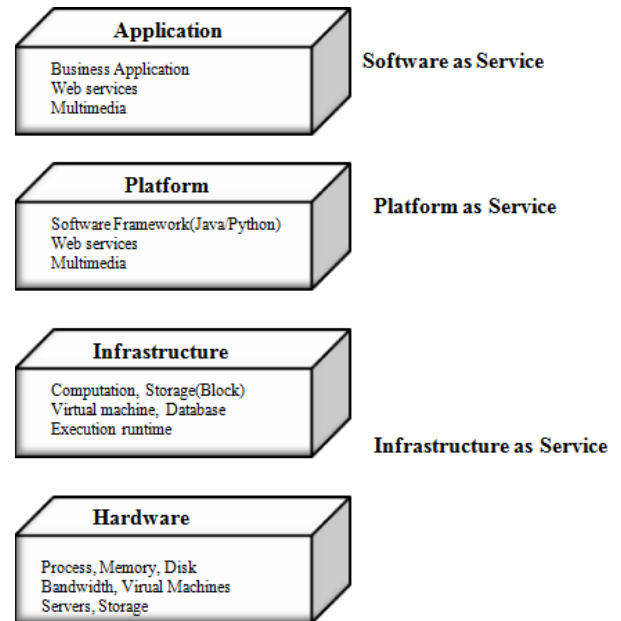 Application
Business Application
Web services
Multimedia
Software as Service
Platform
Software Framework(Java/Python)
Web services
Multimedia
Platform as Service
Infrastructure
Computation, Storage(Block)
Virtual machine, Database
Execution runtime
Infrastructure as Service
Hardware
Process, Memory, Disk
Bandwidth, Virual Machines
Servers, Storage